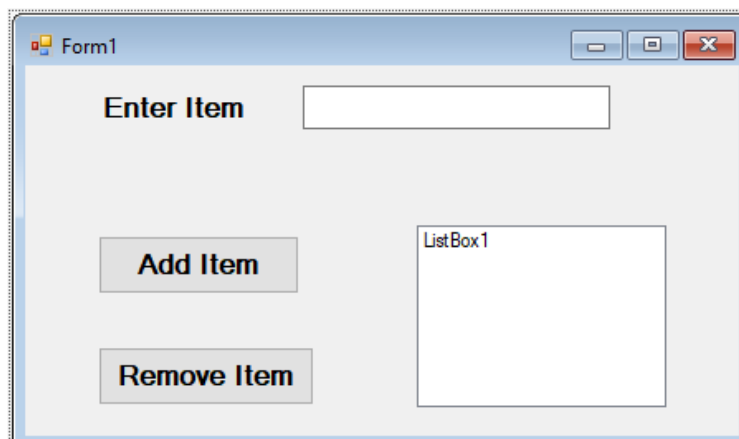 Form1
Enter Item
ListBox1
Add Item
Remove Item